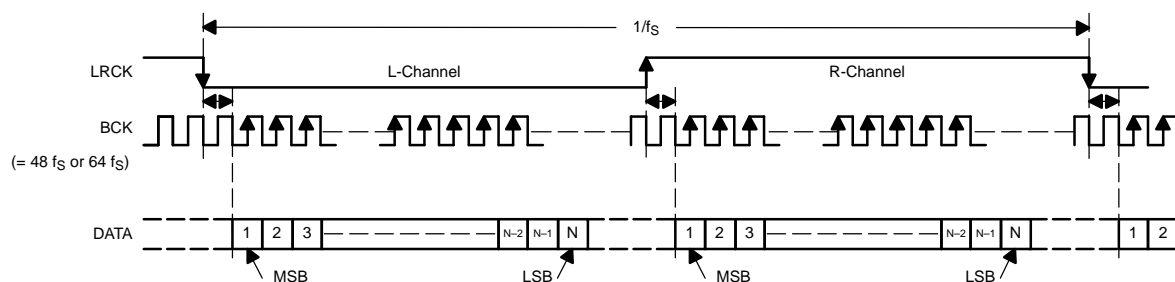 1/fS
LRCK
L-Channel
R-Channel
BCK
(= 48 fS or 64 fS)
DATA
1 2 3 N–2 N–1 N 1 2 3 N–2 N–1 N 1 2
MSB LSB MSB LSB